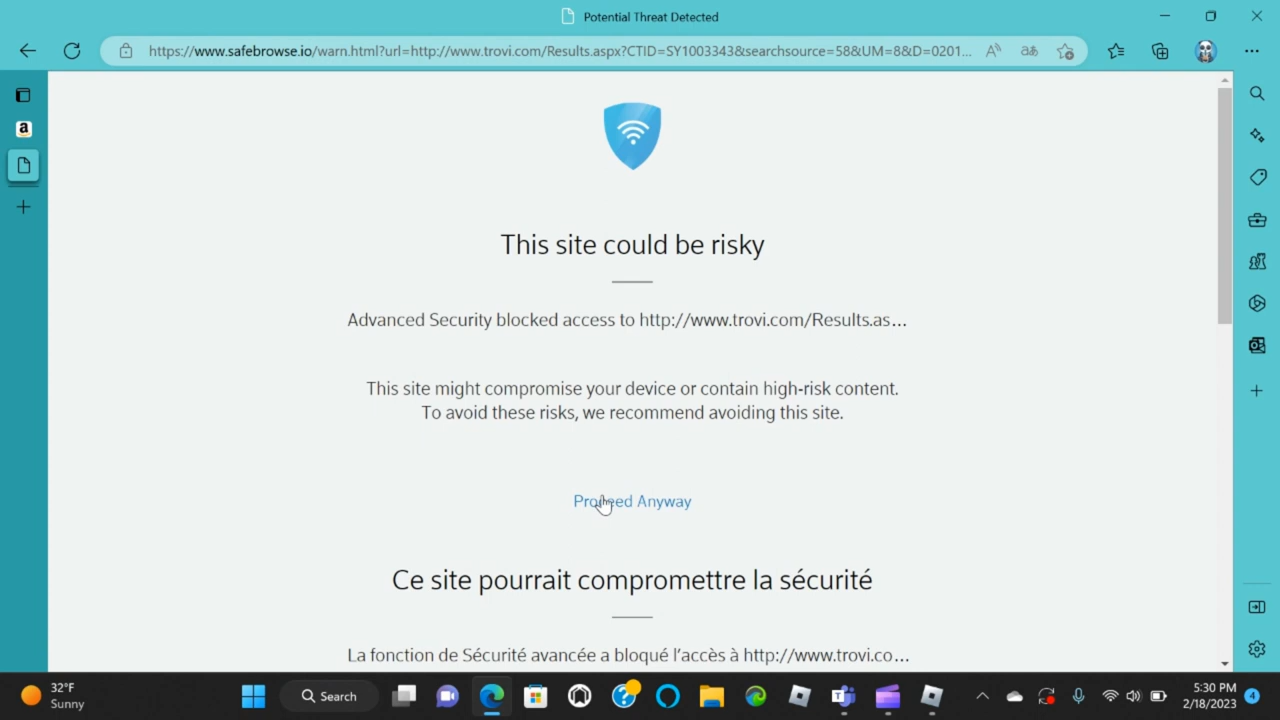 Potential Threat Detected
https://www.safebrowse.io/warn.html?url=http://www.trovi.com/Results.aspx?CTID=SY1003343&searchsource=58&UM=8&D=0201...
This site could be risky
Advanced Security blocked access to http://www.trovi.com/Results.as...
This site might compromise your device or contain high-risk content.
To avoid these risks, we recommend avoiding this site.
Proceed Anyway
Ce site pourrait compromettre la sécurité
La fonction de Sécurité avancée a bloqué l'accès à http://www.trovi.co...
32°F
Sunny
Search
5:30 PM
2/18/2023
4